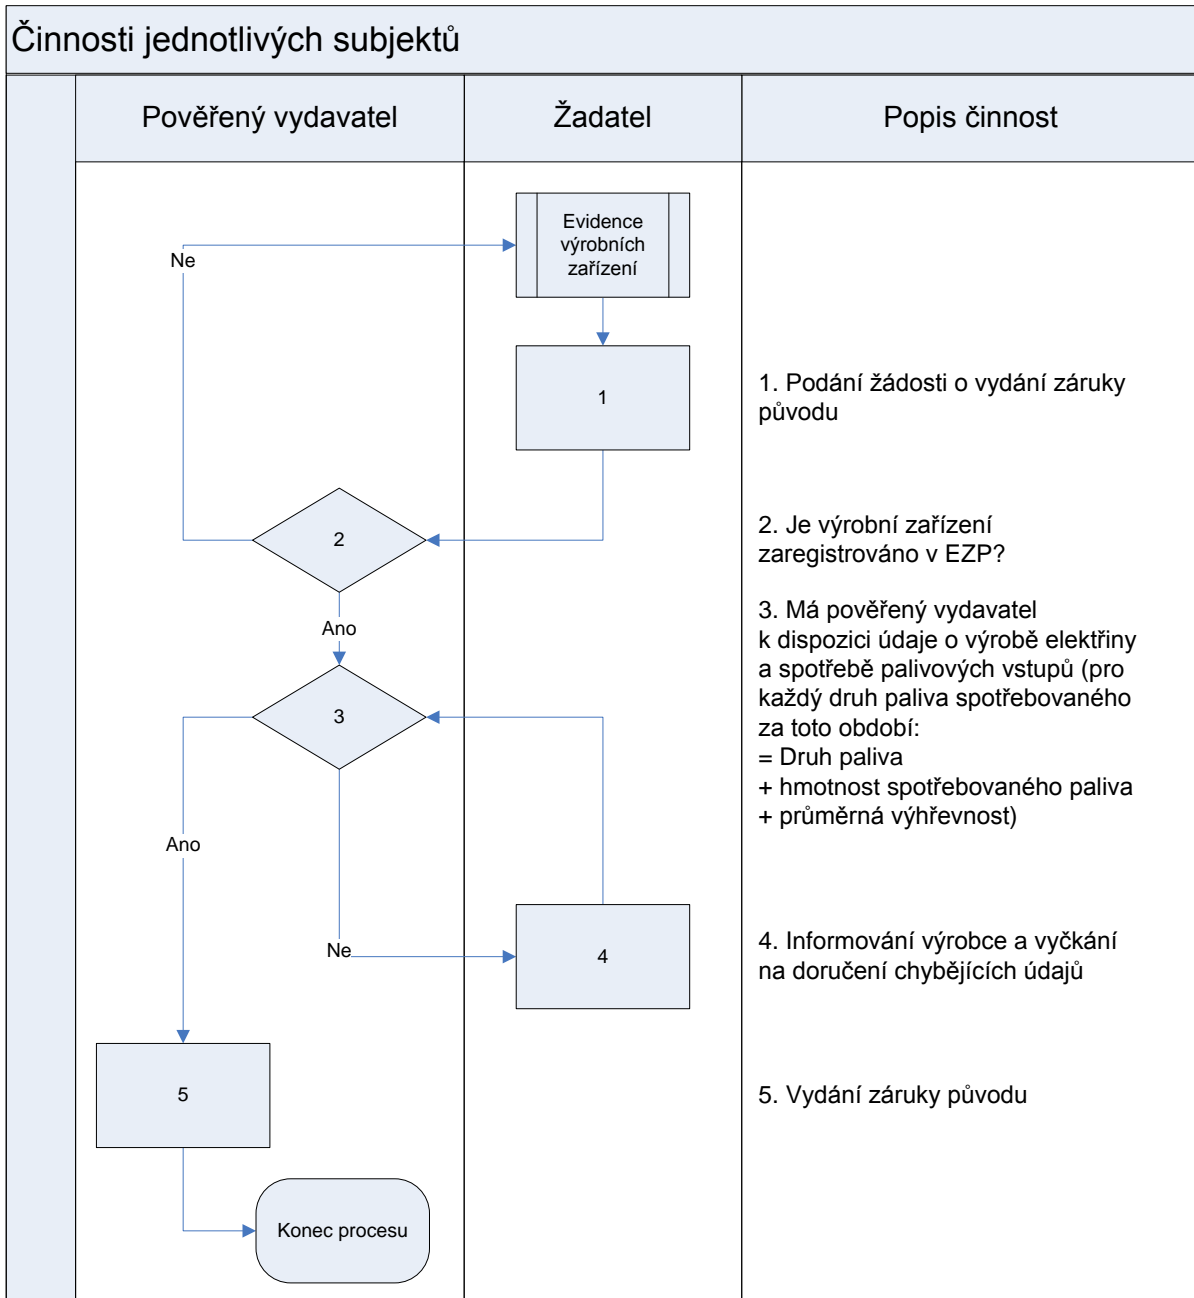 Činnosti jednotlivých subjektů
Pověřený vydavatel
Žadatel
Popis činnost
Evidence
výrobních
zařízení
Ne
1
1. Podání žádosti o vydání záruky
původu
2
2. Je výrobní zařízení
zaregistrováno v EZP?
Ano
3
3. Má pověřený vydavatel
k dispozici údaje o výrobě elektřiny
a spotřebě palivových vstupů (pro
každý druh paliva spotřebovaného
za toto období:
= Druh paliva
+ hmotnost spotřebovaného paliva
+ průměrná výhřevnost)
Ano
Ne
4
4. Informování výrobce a vyčkání
na doručení chybějících údajů
5
5. Vydání záruky původu
Konec procesu